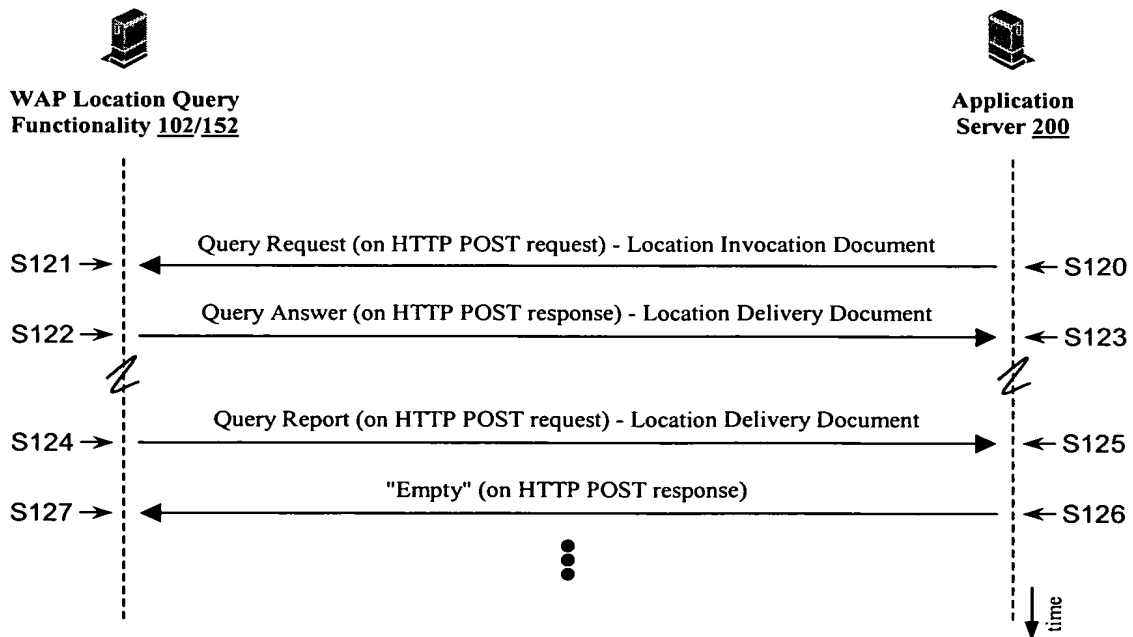 WAP Location Query
Functionality 102/152
Application
Server 200
Query Request (on HTTP POST request) - Location Invocation Document
S121
S120
Query Answer (on HTTP POST response) - Location Delivery Document
S122
S123
Query Report (on HTTP POST request) - Location Delivery Document
S124
S125
"Empty" (on HTTP POST response)
S127
S126
time